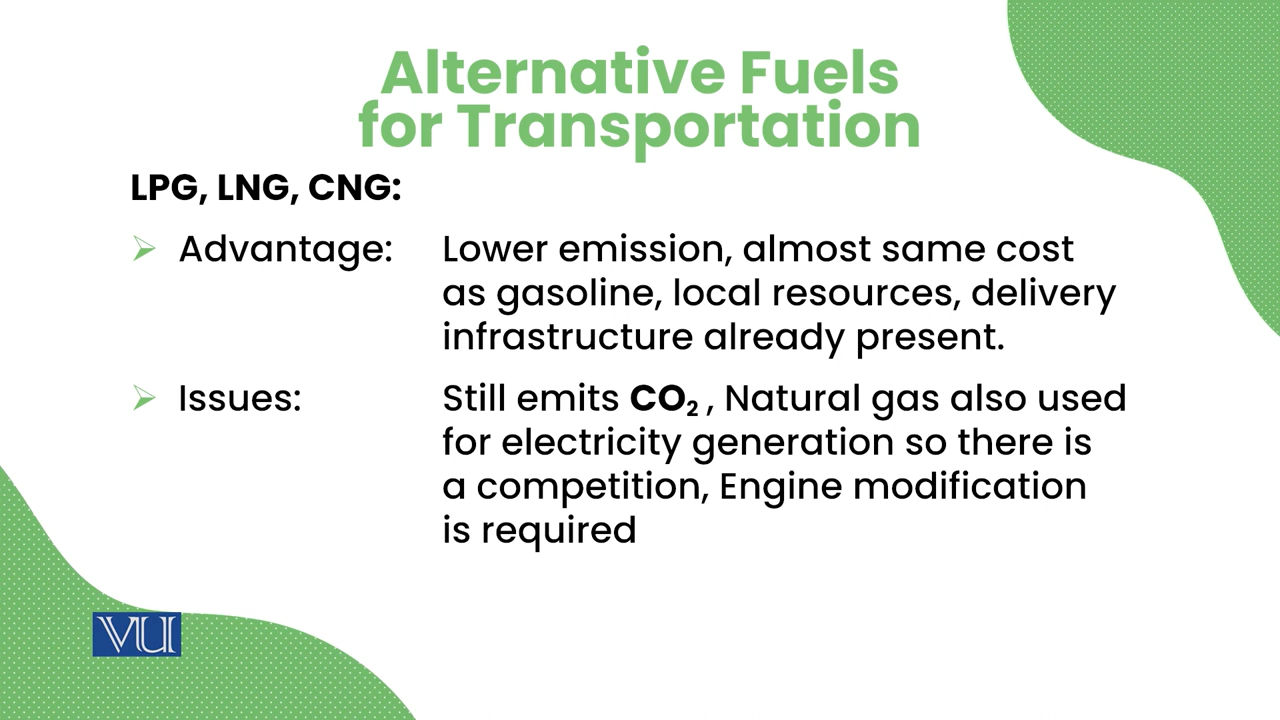 Alternative Fuels
for Transportation
LPG, LNG, CNG:
Advantage: Lower emission, almost same cost
as gasoline, local resources, delivery
infrastructure already present.
Issues: Still emits CO₂ , Natural gas also used
for electricity generation so there is
a competition, Engine modification
is required
VU